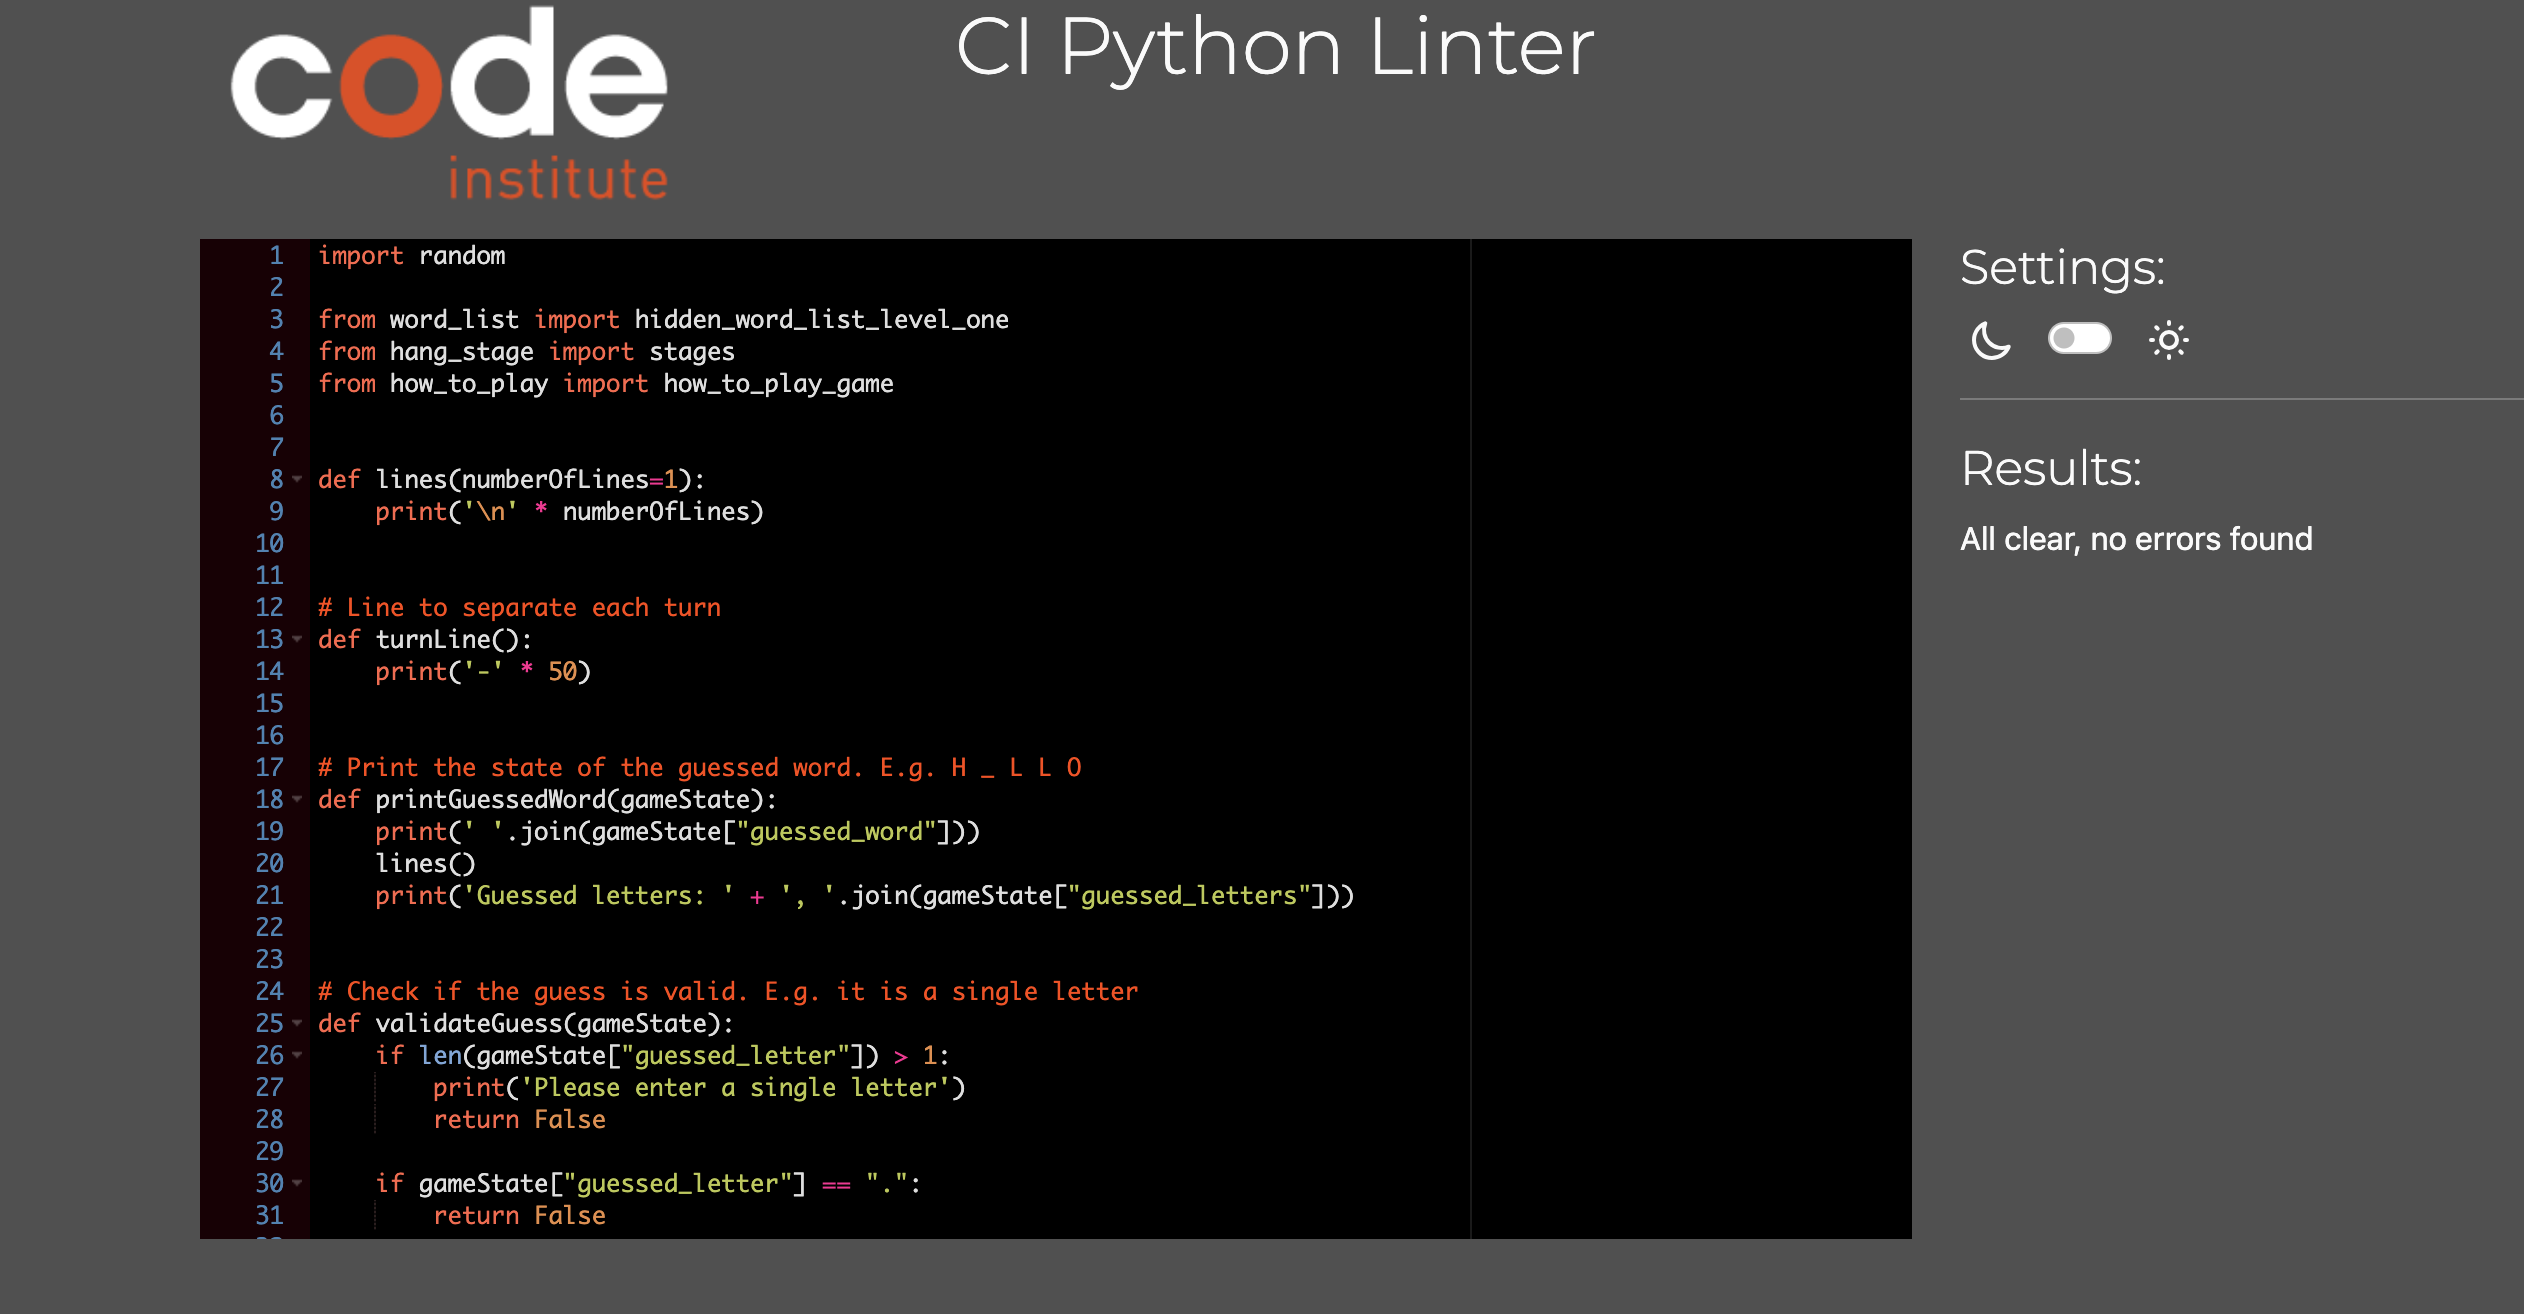 code
institute
CI Python Linter
1 import random
2
3 from word_list import hidden_word_list_level_one
4 from hang_stage import stages
5 from how_to_play import how_to_play_game
6
7
8 def lines(numberOfLines=1):
9     print('\n' * numberOfLines)
10
11
12 # Line to separate each turn
13 def turnLine():
14     print('-' * 50)
15
16
17 # Print the state of the guessed word. E.g. H _ L L O
18 def printGuessedWord(gameState):
19     print(' '.join(gameState["guessed_word"]))
20     lines()
21     print('Guessed letters: ' + ', '.join(gameState["guessed_letters"]))
22
23
24 # Check if the guess is valid. E.g. it is a single letter
25 def validateGuess(gameState):
26     if len(gameState["guessed_letter"]) > 1:
27         print('Please enter a single letter')
28         return False
29
30     if gameState["guessed_letter"] == ".":
31         return False
Settings:
Results:
All clear, no errors found